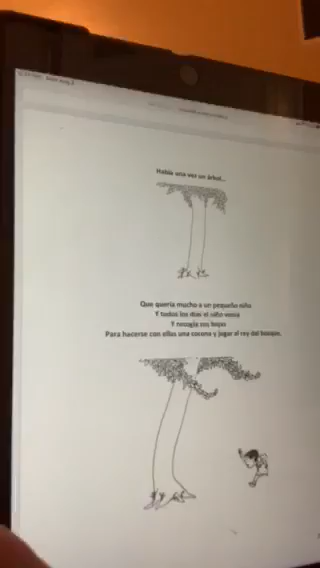 Había una vez un árbol...
Que quería mucho a un pequeño niño
Y todos los días el niño venía
Y recogía sus hojas
Para hacerse con ellas una corona y jugar al rey del bosque.